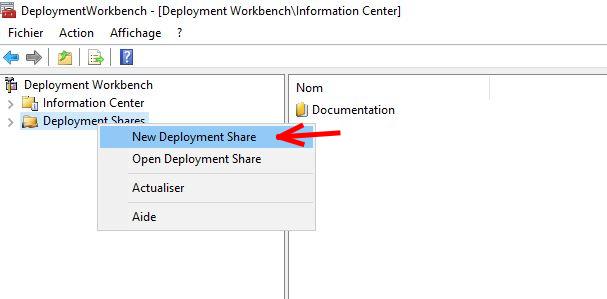 DeploymentWorkbench - [Deployment Workbench\Information Center]
Fichier Action Affichage ?
Deployment Workbench
Information Center
Deployment Shares
New Deployment Share
Open Deployment Share
Actualiser
Aide
Nom
Documentation